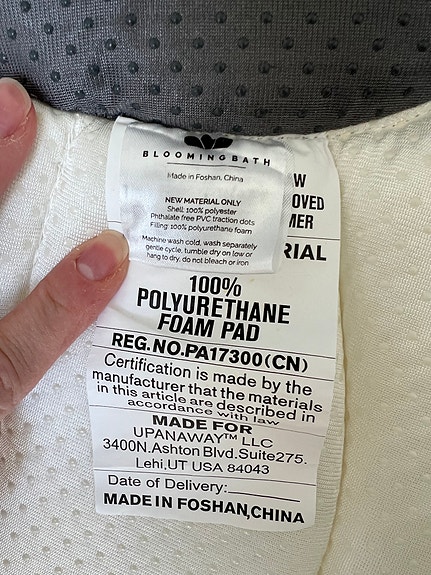 BLOOMINGBATH
Made in Foshan, China
NEW MATERIAL ONLY
Shell: 100% polyester
Phthalate free PVC traction dots
Filling: 100% polyurethane foam
Machine wash cold, wash separately
gentle cycle, tumble dry on low or
hang to dry, do not bleach or iron
W
OVED
MER
RIAL
100%
POLYURETHANE
FOAM PAD
REG.NO.PA17300(CN)
Certification is made by the
manufacturer that the materials
in this article are described in
accordance with law
MADE FOR
UPANAWAY™ LLC
3400N.Ashton Blvd.Suite275.
Lehi,UT USA 84043
Date of Delivery:
MADE IN FOSHAN,CHINA